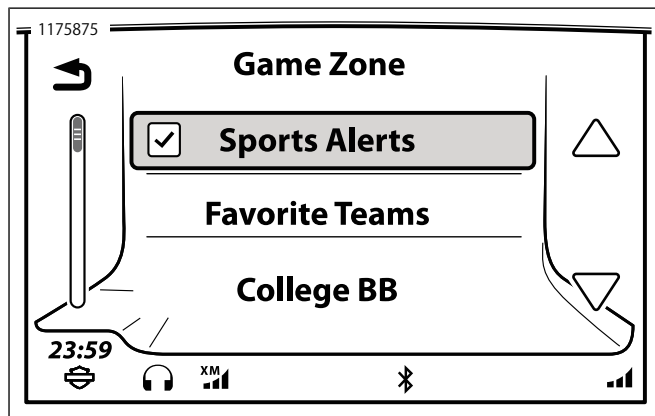 1175875
Game Zone
Sports Alerts
Favorite Teams
College BB
23:59
XM